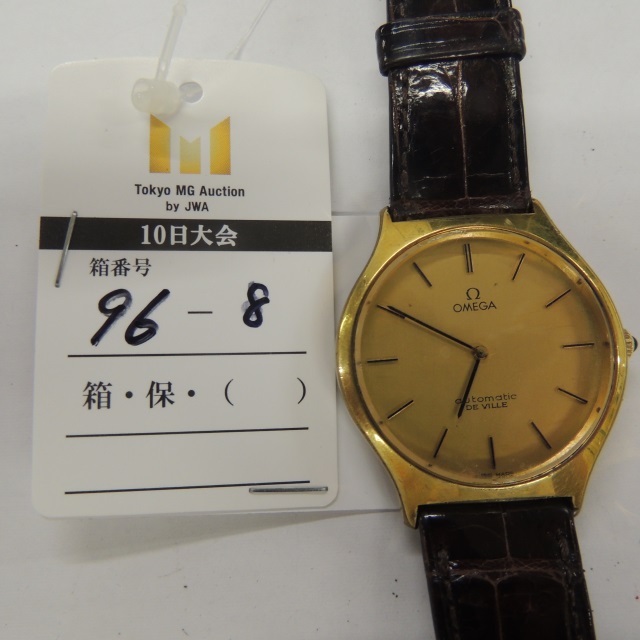 Tokyo MG Auction
by JWA
10日大会
箱番号
96 - 8
箱・保・（　　）
Ω
OMEGA
automatic
DE VILLE